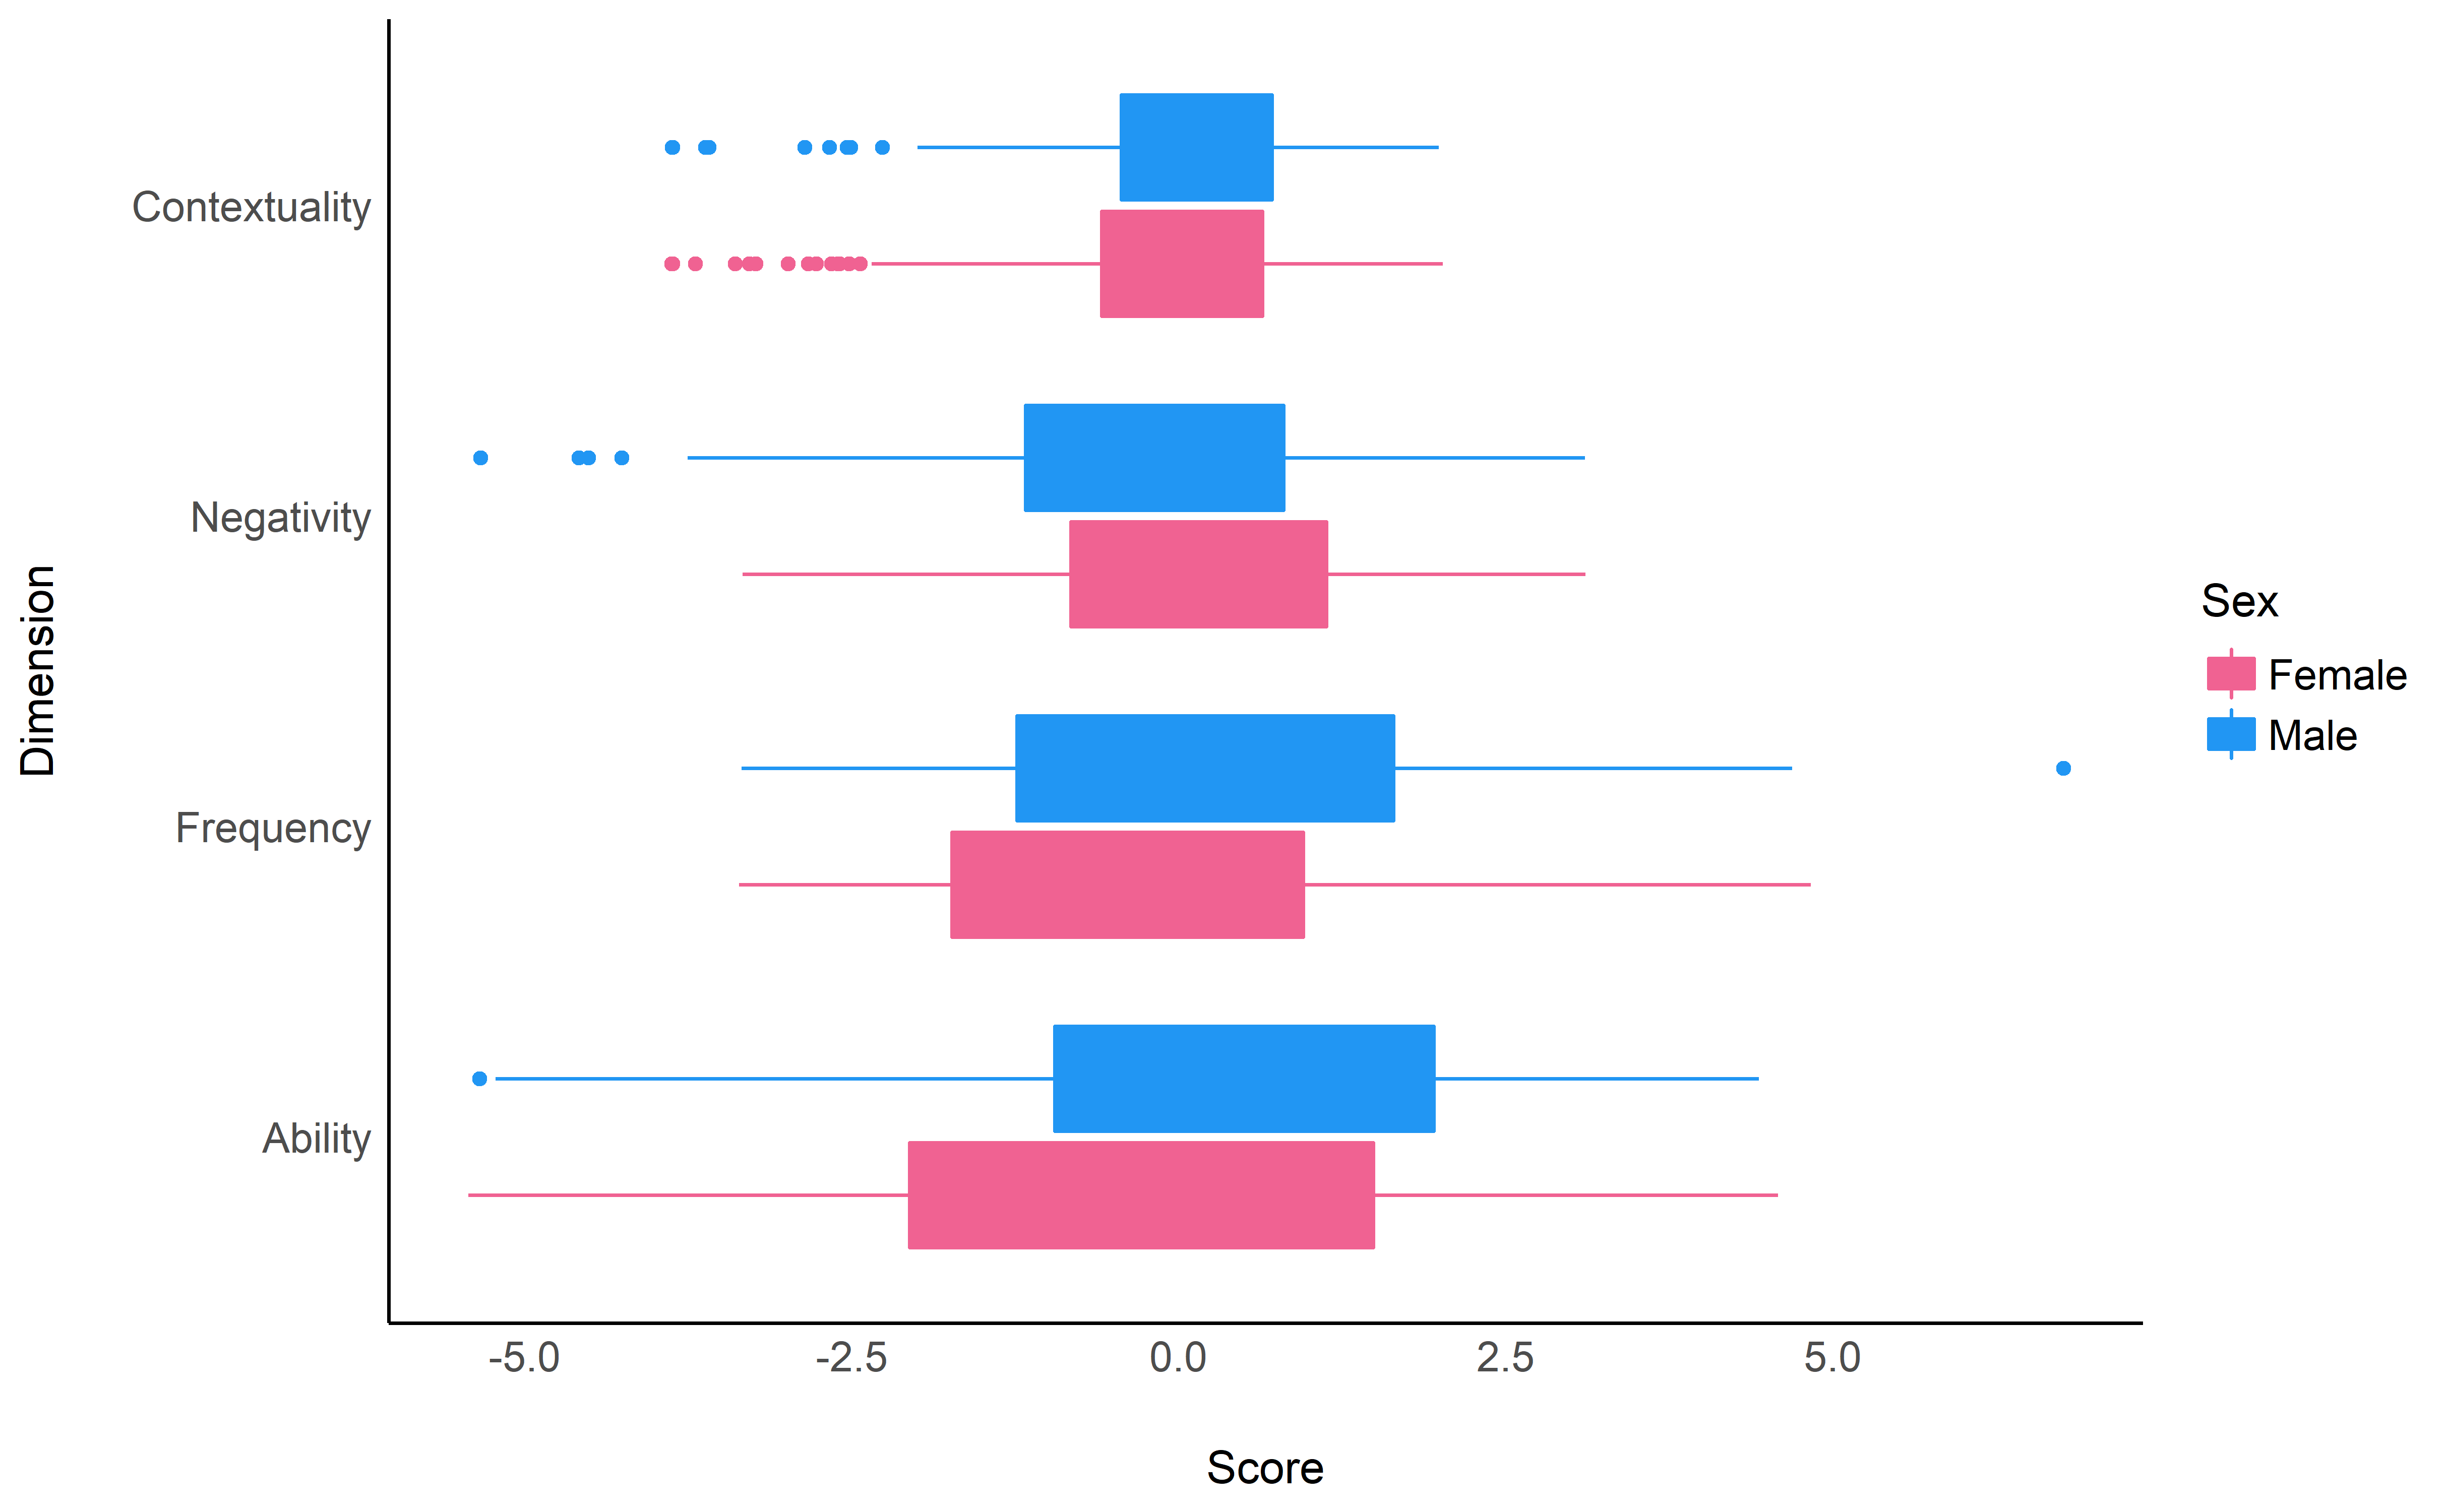 Contextuality
Negativity
Frequency
Ability
Dimension
-5.0 -2.5 0.0 2.5 5.0
Score
Sex
Female
Male